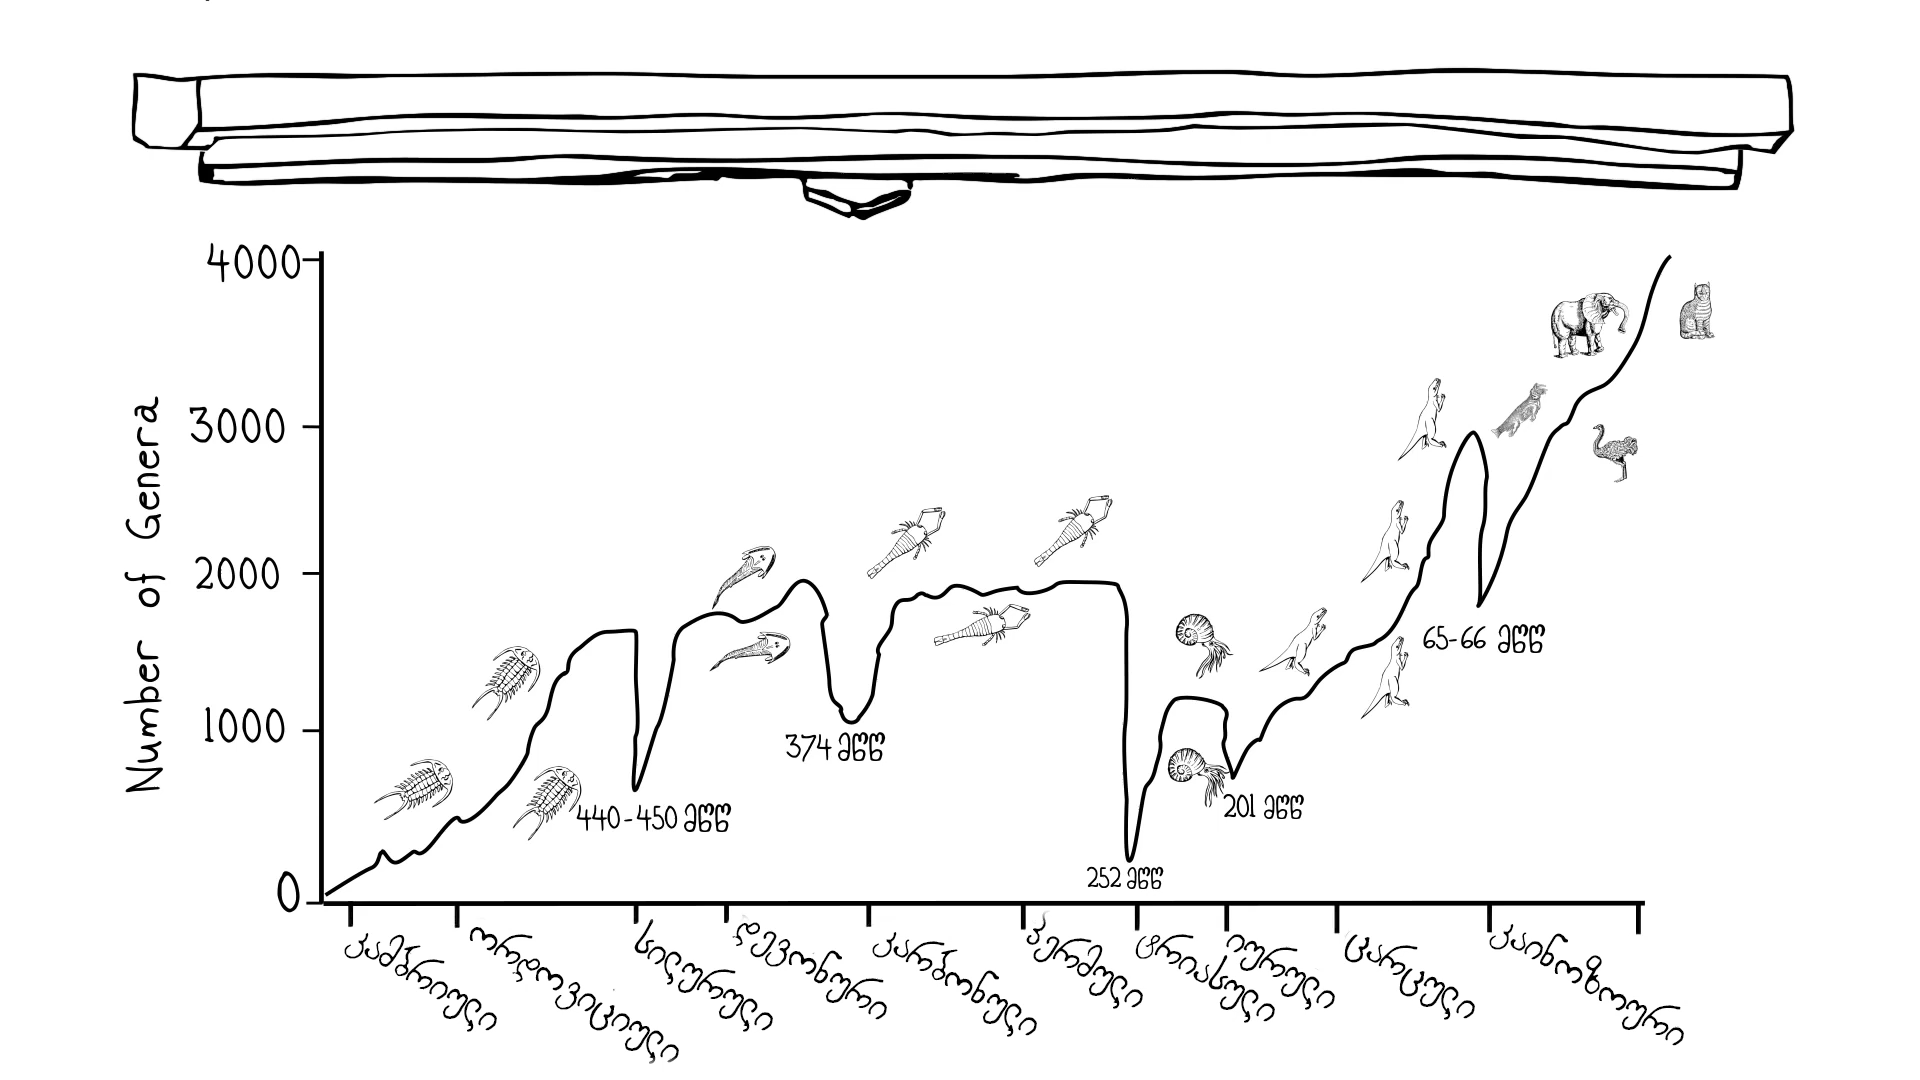 4000
3000
2000
1000
0
Number of Genera
440-450 მწწ
374 მწწ
252 მწწ
201 მწწ
65-66 მწწ
კამბრიული
ორდოვიციული
სილურული
დევონური
კარბონული
პერმული
ტრიასული
იურული
ცარცული
კაინოზოური